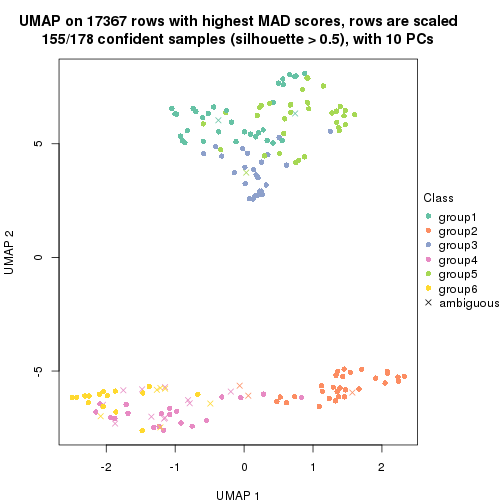 UMAP on 17367 rows with highest MAD scores, rows are scaled
155/178 confident samples (silhouette > 0.5), with 10 PCs
UMAP 2
5
0
-5
-2
-1
0
1
2
UMAP 1
Class
group1
group2
group3
group4
group5
group6
ambiguous